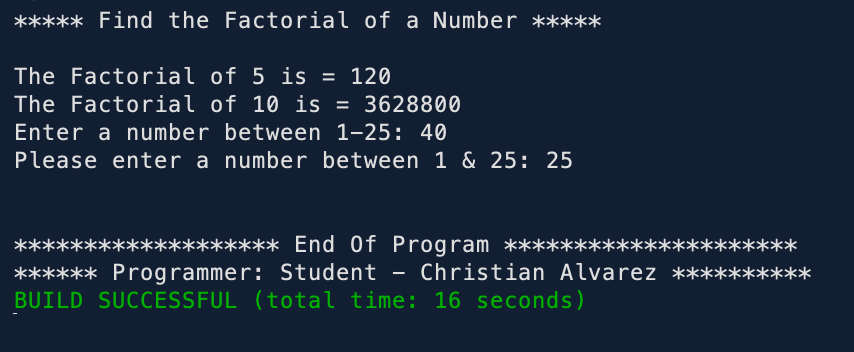 ***** Find the Factorial of a Number *****
The Factorial of 5 is = 120
The Factorial of 10 is = 3628800
Enter a number between 1-25: 40
Please enter a number between 1 & 25: 25
******************* End Of Program *********************
****** Programmer: Student - Christian Alvarez **********
BUILD SUCCESSFUL (total time: 16 seconds)